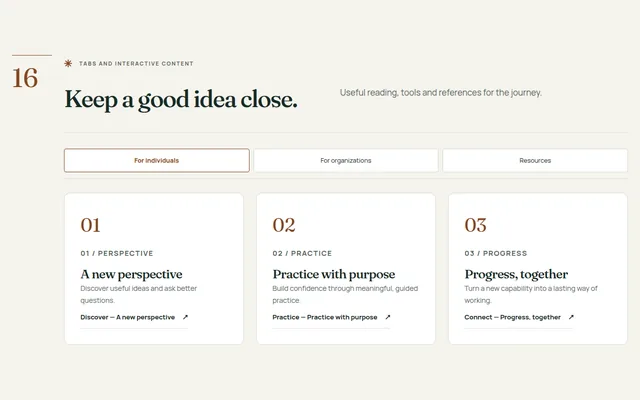 16
TABS AND INTERACTIVE CONTENT
Keep a good idea close.
Useful reading, tools and references for the journey.
For individuals
For organizations
Resources
01
01 / PERSPECTIVE
A new perspective
Discover useful ideas and ask better
questions.
Discover — A new perspective ↗
02
02 / PRACTICE
Practice with purpose
Build confidence through meaningful, guided
practice.
Practice — Practice with purpose ↗
03
03 / PROGRESS
Progress, together
Turn a new capability into a lasting way of
working.
Connect — Progress, together ↗